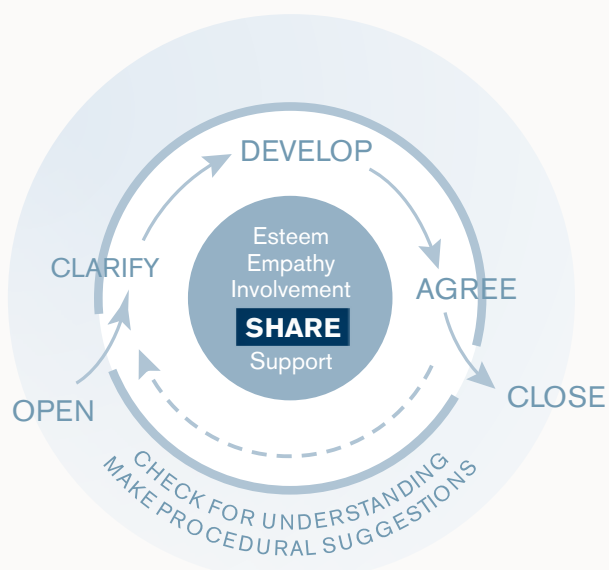 DEVELOP
CLARIFY
AGREE
OPEN
CLOSE
Esteem
Empathy
Involvement
SHARE
Support
CHECK FOR UNDERSTANDING
MAKE PROCEDURAL SUGGESTIONS